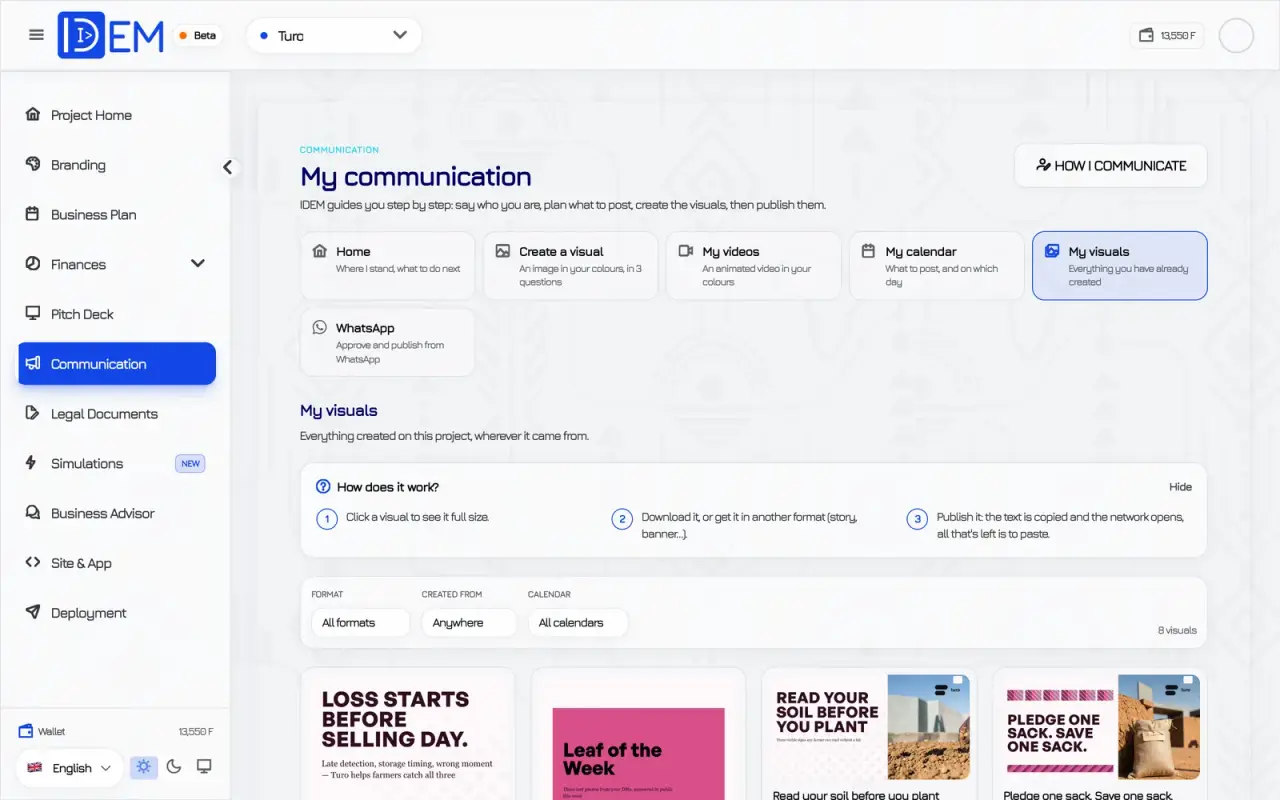 IDEM
Beta
Turo
13,550 F
Project Home
Branding
Business Plan
Finances
Pitch Deck
Communication
Legal Documents
Simulations
NEW
Business Advisor
Site & App
Deployment
Wallet
13,550 F
English
COMMUNICATION
My communication
IDEM guides you step by step: say who you are, plan what to post, create the visuals, then publish them.
HOW I COMMUNICATE
Home
Where I stand, what to do next
Create a visual
An image in your colours, in 3
questions
My videos
An animated video in your
colours
My calendar
What to post, and on which
day
My visuals
Everything you have already
created
WhatsApp
Approve and publish from
WhatsApp
My visuals
Everything created on this project, wherever it came from.
How does it work?
Hide
1
Click a visual to see it full size.
2
Download it, or get it in another format (story,
banner...).
3
Publish it: the text is copied and the network opens,
all that's left is to paste.
FORMAT
All formats
CREATED FROM
Anywhere
CALENDAR
All calendars
8 visuals
LOSS STARTS
BEFORE
SELLING DAY.
Late detection, storage timing, wrong moment
— Turo helps farmers catch all three
Leaf of the
Week
READ YOUR
SOIL BEFORE
YOU PLANT
Read your soil before you plant
PLEDGE ONE
SACK. SAVE
ONE SACK.
Pledge one sack. Save one sack.